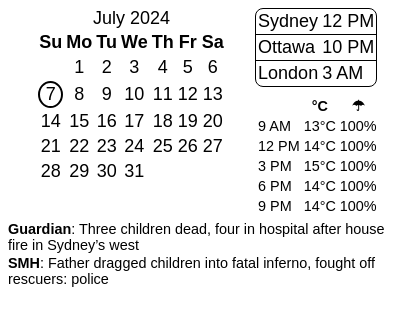 July 2024
Su Mo Tu We Th Fr Sa
1 2 3 4 5 6
7 8 9 10 11 12 13
14 15 16 17 18 19 20
21 22 23 24 25 26 27
28 29 30 31
Sydney 12 PM
Ottawa 10 PM
London 3 AM
°C ☂
9 AM 13°C 100%
12 PM 14°C 100%
3 PM 15°C 100%
6 PM 14°C 100%
9 PM 14°C 100%
Guardian: Three children dead, four in hospital after house
fire in Sydney’s west
SMH: Father dragged children into fatal inferno, fought off
rescuers: police